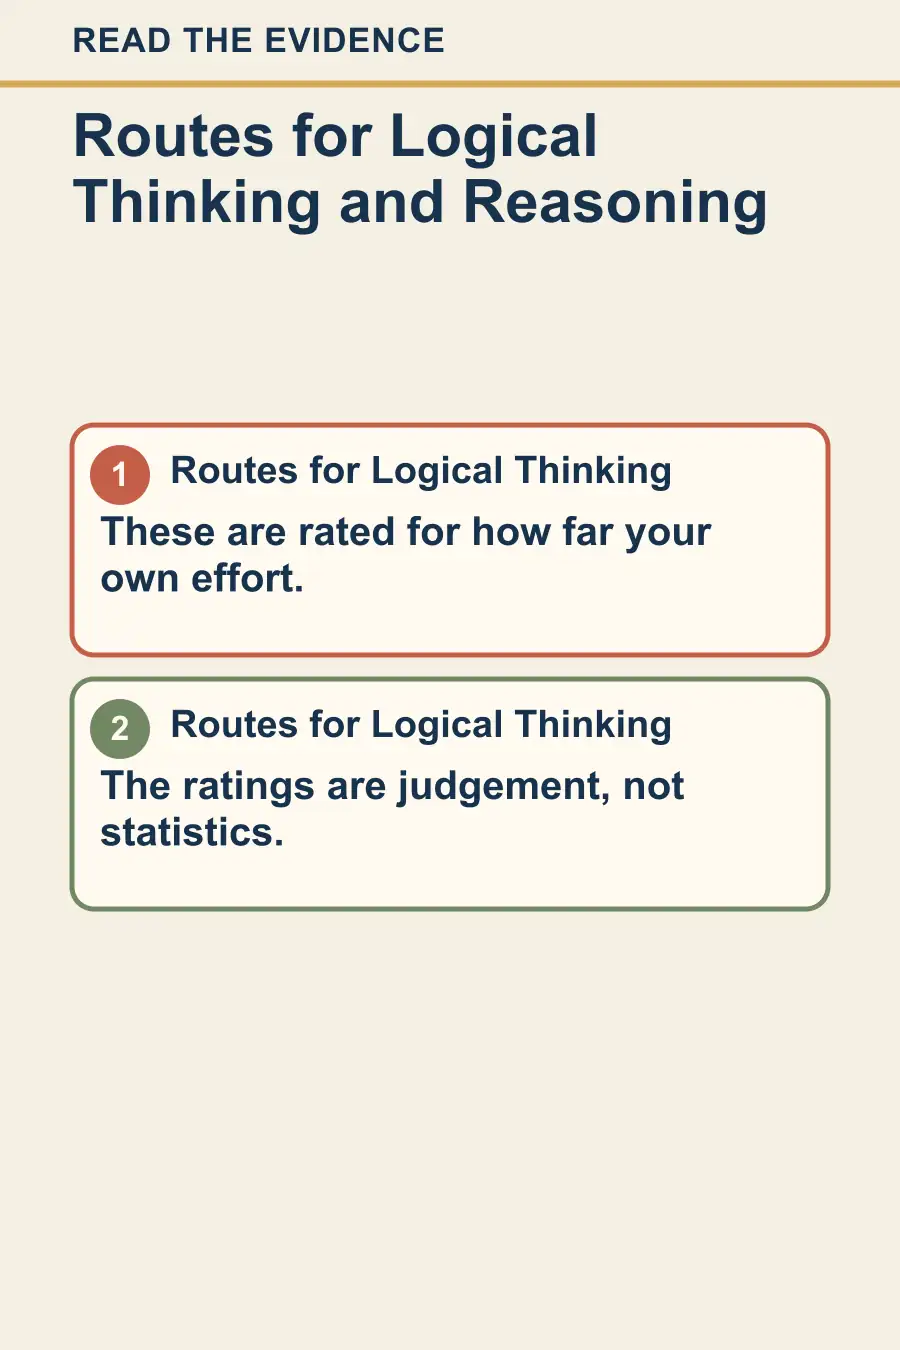 READ THE EVIDENCE
Routes for Logical
Thinking and Reasoning
1 Routes for Logical Thinking
These are rated for how far your
own effort.
2 Routes for Logical Thinking
The ratings are judgement, not
statistics.